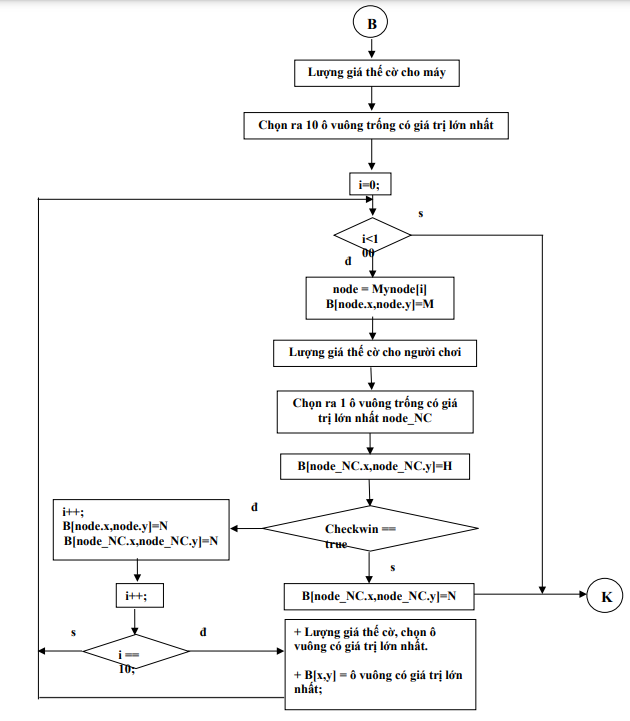 B
Lượng giá thế cờ cho máy
Chọn ra 10 ô vuông trống có giá trị lớn nhất
i=0;
s
i<1
00
đ
node = Mynode[i]
B[node.x,node.y]=M
Lượng giá thế cờ cho người chơi
Chọn ra 1 ô vuông trống có giá
trị lớn nhất node_NC
B[node_NC.x,node_NC.y]=H
đ
i++;
B[node.x,node.y]=N
B[node_NC.x,node_NC.y]=N
Checkwin ==
true
s
i++;
B[node_NC.x,node_NC.y]=N
K
s
đ
i ==
10;
+ Lượng giá thế cờ, chọn ô
vuông có giá trị lớn nhất.
+ B[x,y] = ô vuông có giá trị lớn
nhất;